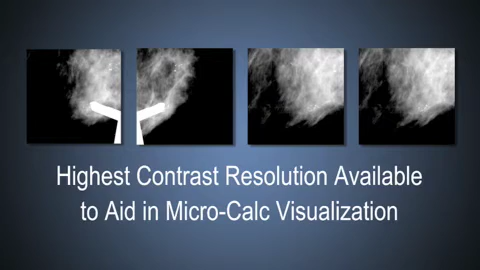 Highest Contrast Resolution Available
to Aid in Micro-Calc Visualization